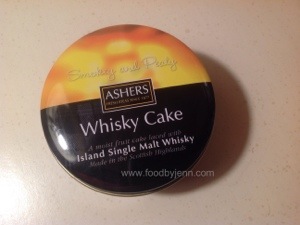 Smokey and Peaty
ASHERS
Whisky Cake
A moist fruit cake laced with
Island Single Malt Whisky
Made in the Scottish Highlands
www.foodbyjenn.com